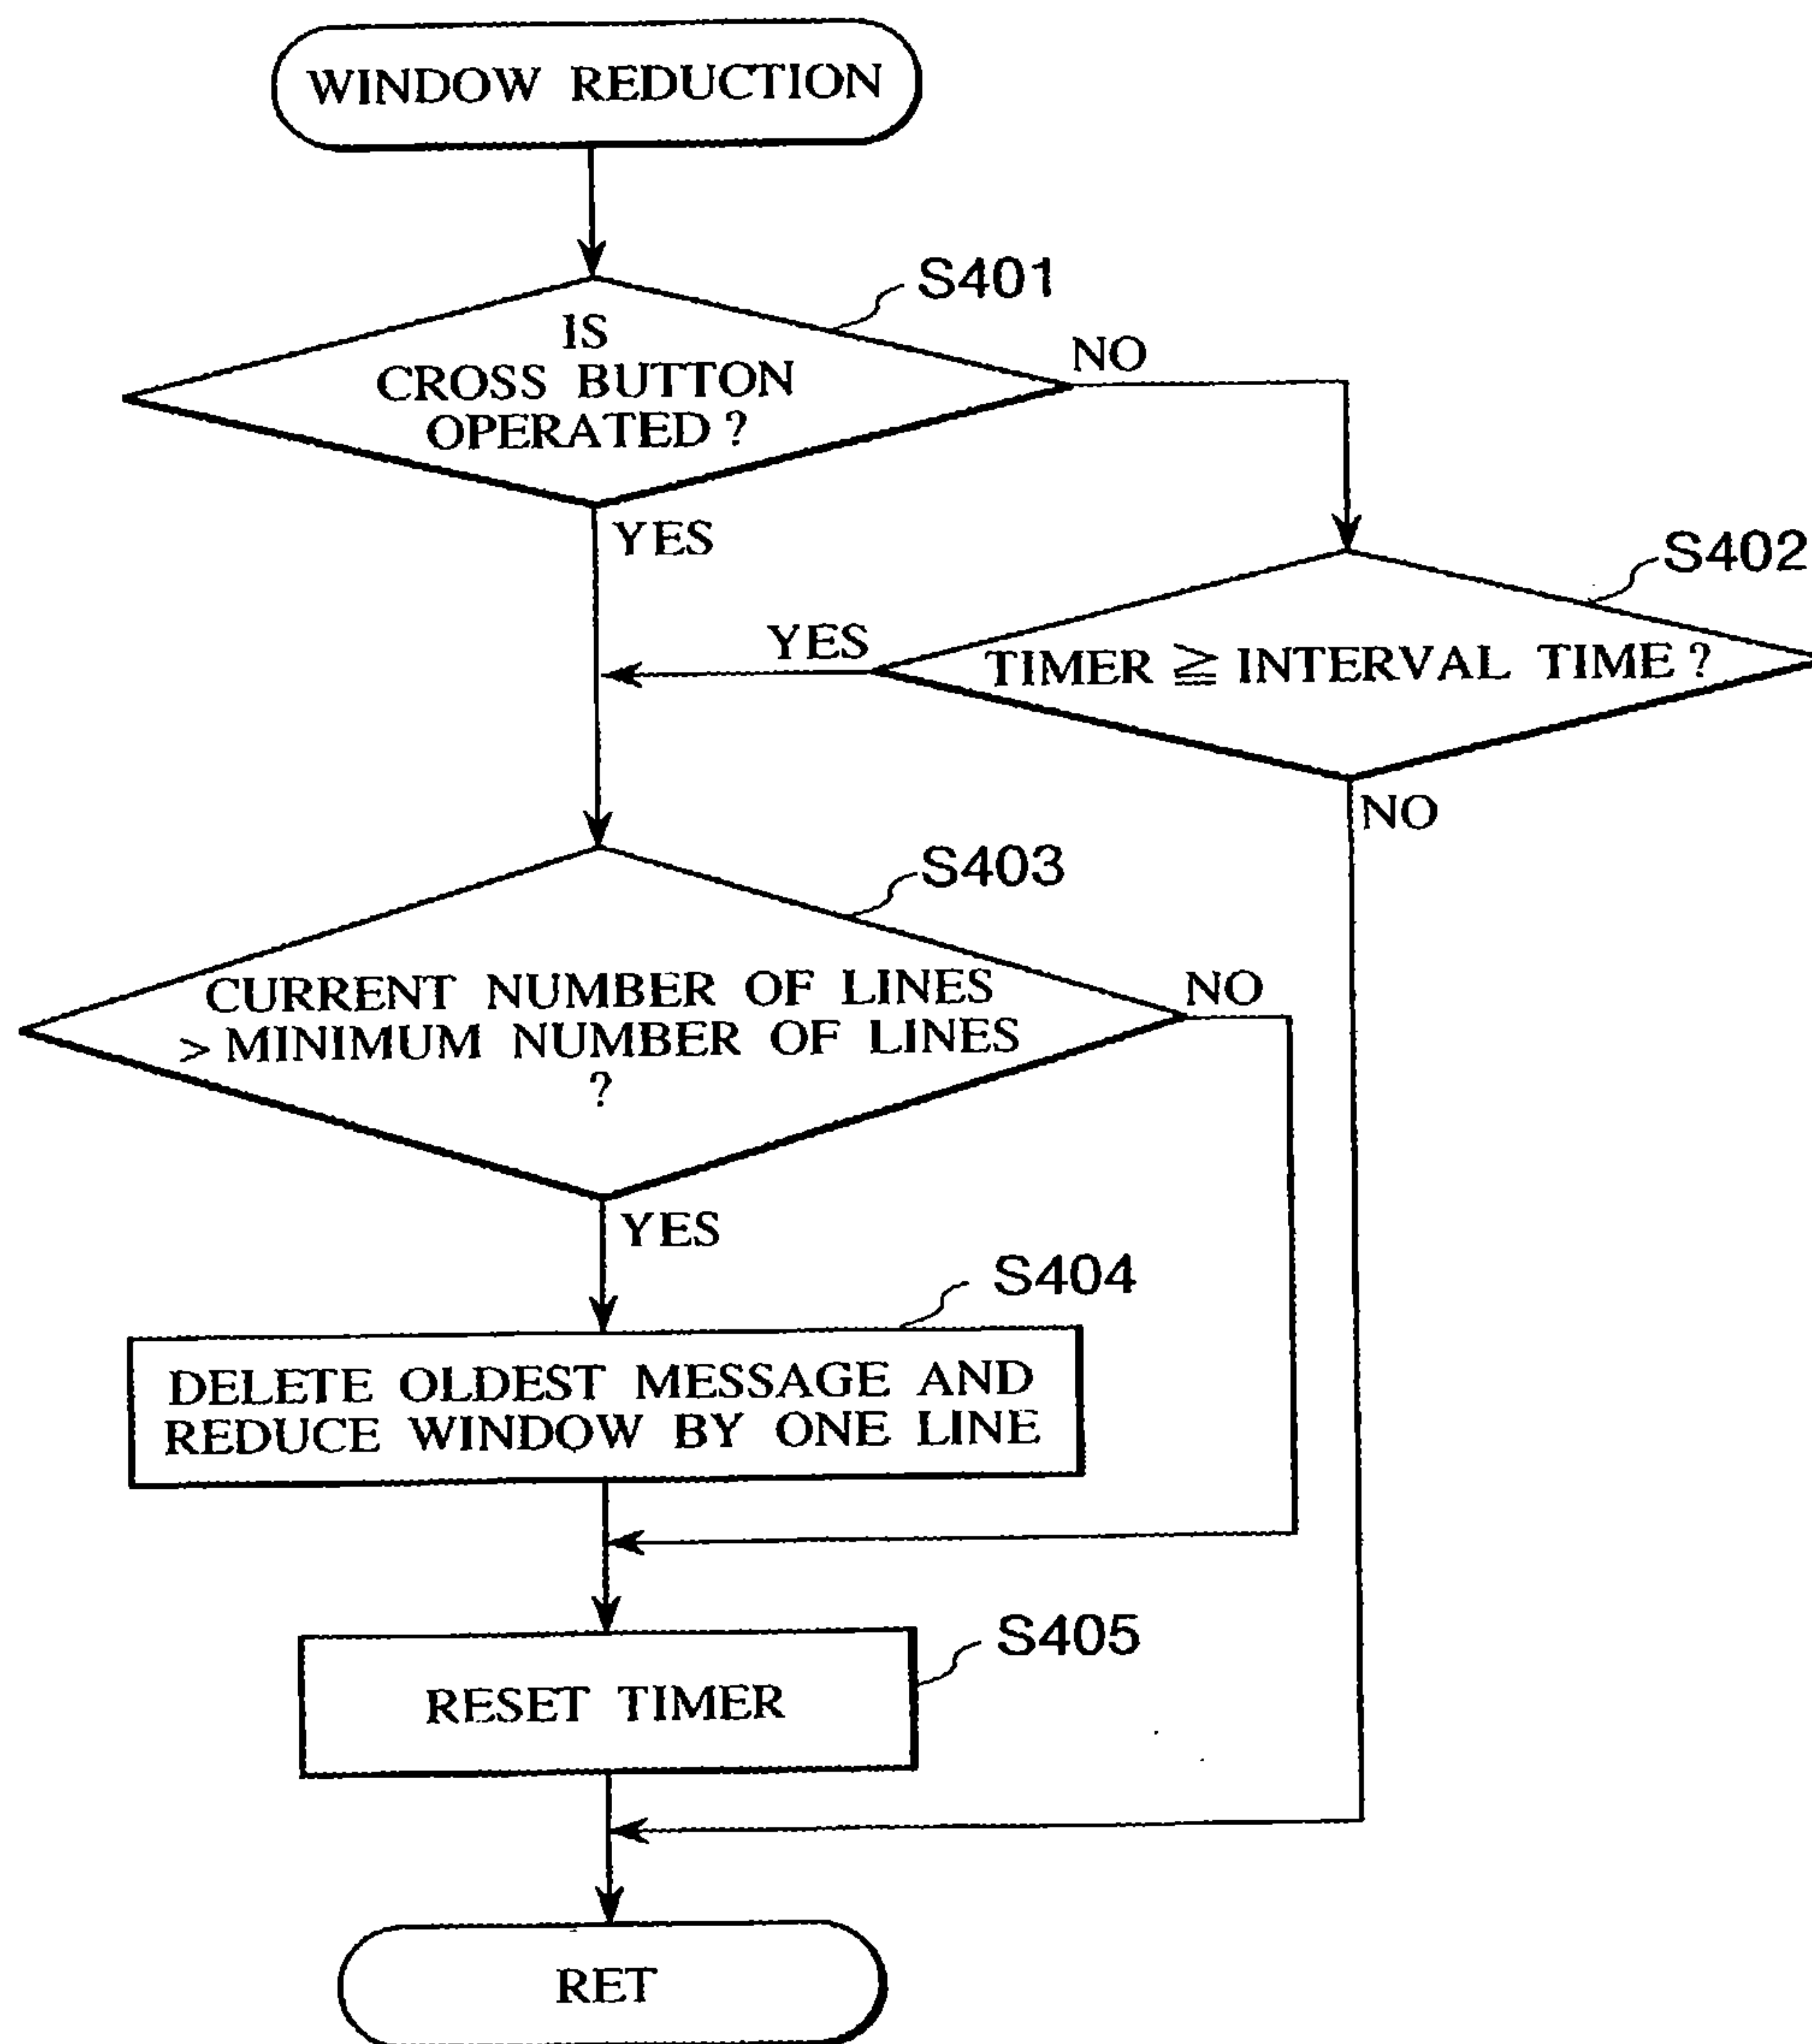 WINDOW REDUCTION
S401
IS
CROSS BUTTON
OPERATED ?
NO
YES
S402
TIMER ≧ INTERVAL TIME ?
YES
NO
S403
CURRENT NUMBER OF LINES
> MINIMUM NUMBER OF LINES
?
NO
YES
S404
DELETE OLDEST MESSAGE AND
REDUCE WINDOW BY ONE LINE
S405
RESET TIMER
RET